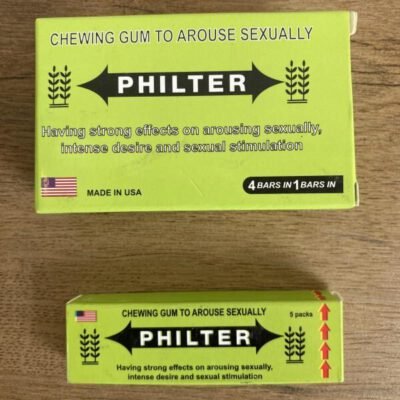 CHEWING GUM TO AROUSE SEXUALLY
PHILTER
Having strong effects on arousing sexually,
intense desire and sexual stimulation
MADE IN USA
4 BARS IN 1 BARS IN
CHEWING GUM TO AROUSE SEXUALLY
5 packs
PHILTER
Having strong effects on arousing sexually,
intense desire and sexual stimulation